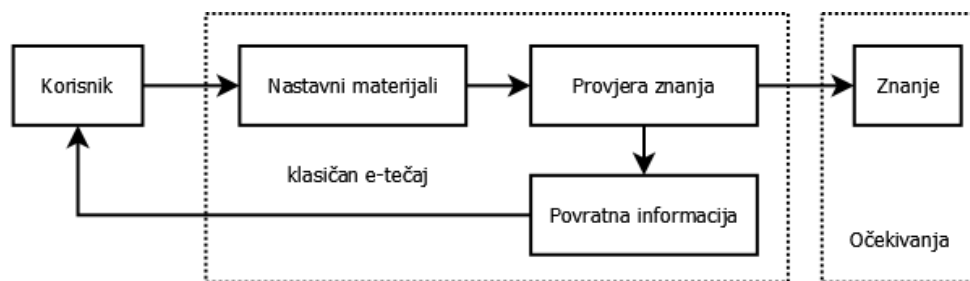 Korisnik
Nastavni materijali
Provjera znanja
Znanje
klasičan e-tečaj
Povratna informacija
Očekivanja